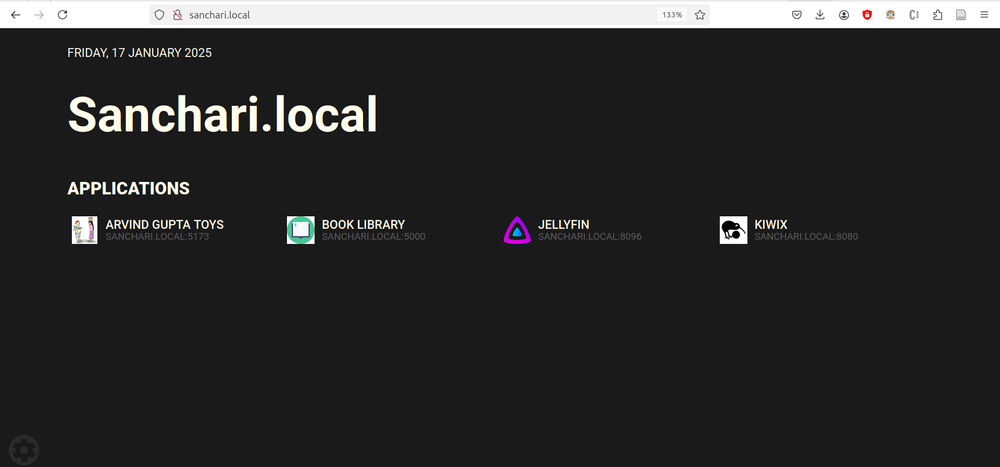 sanchari.local
133%
FRIDAY, 17 JANUARY 2025
Sanchari.local
APPLICATIONS
ARVIND GUPTA TOYS
SANCHARI.LOCAL:5173
BOOK LIBRARY
SANCHARI.LOCAL:5000
JELLYFIN
SANCHARI.LOCAL:8096
KIWIX
SANCHARI.LOCAL:8080